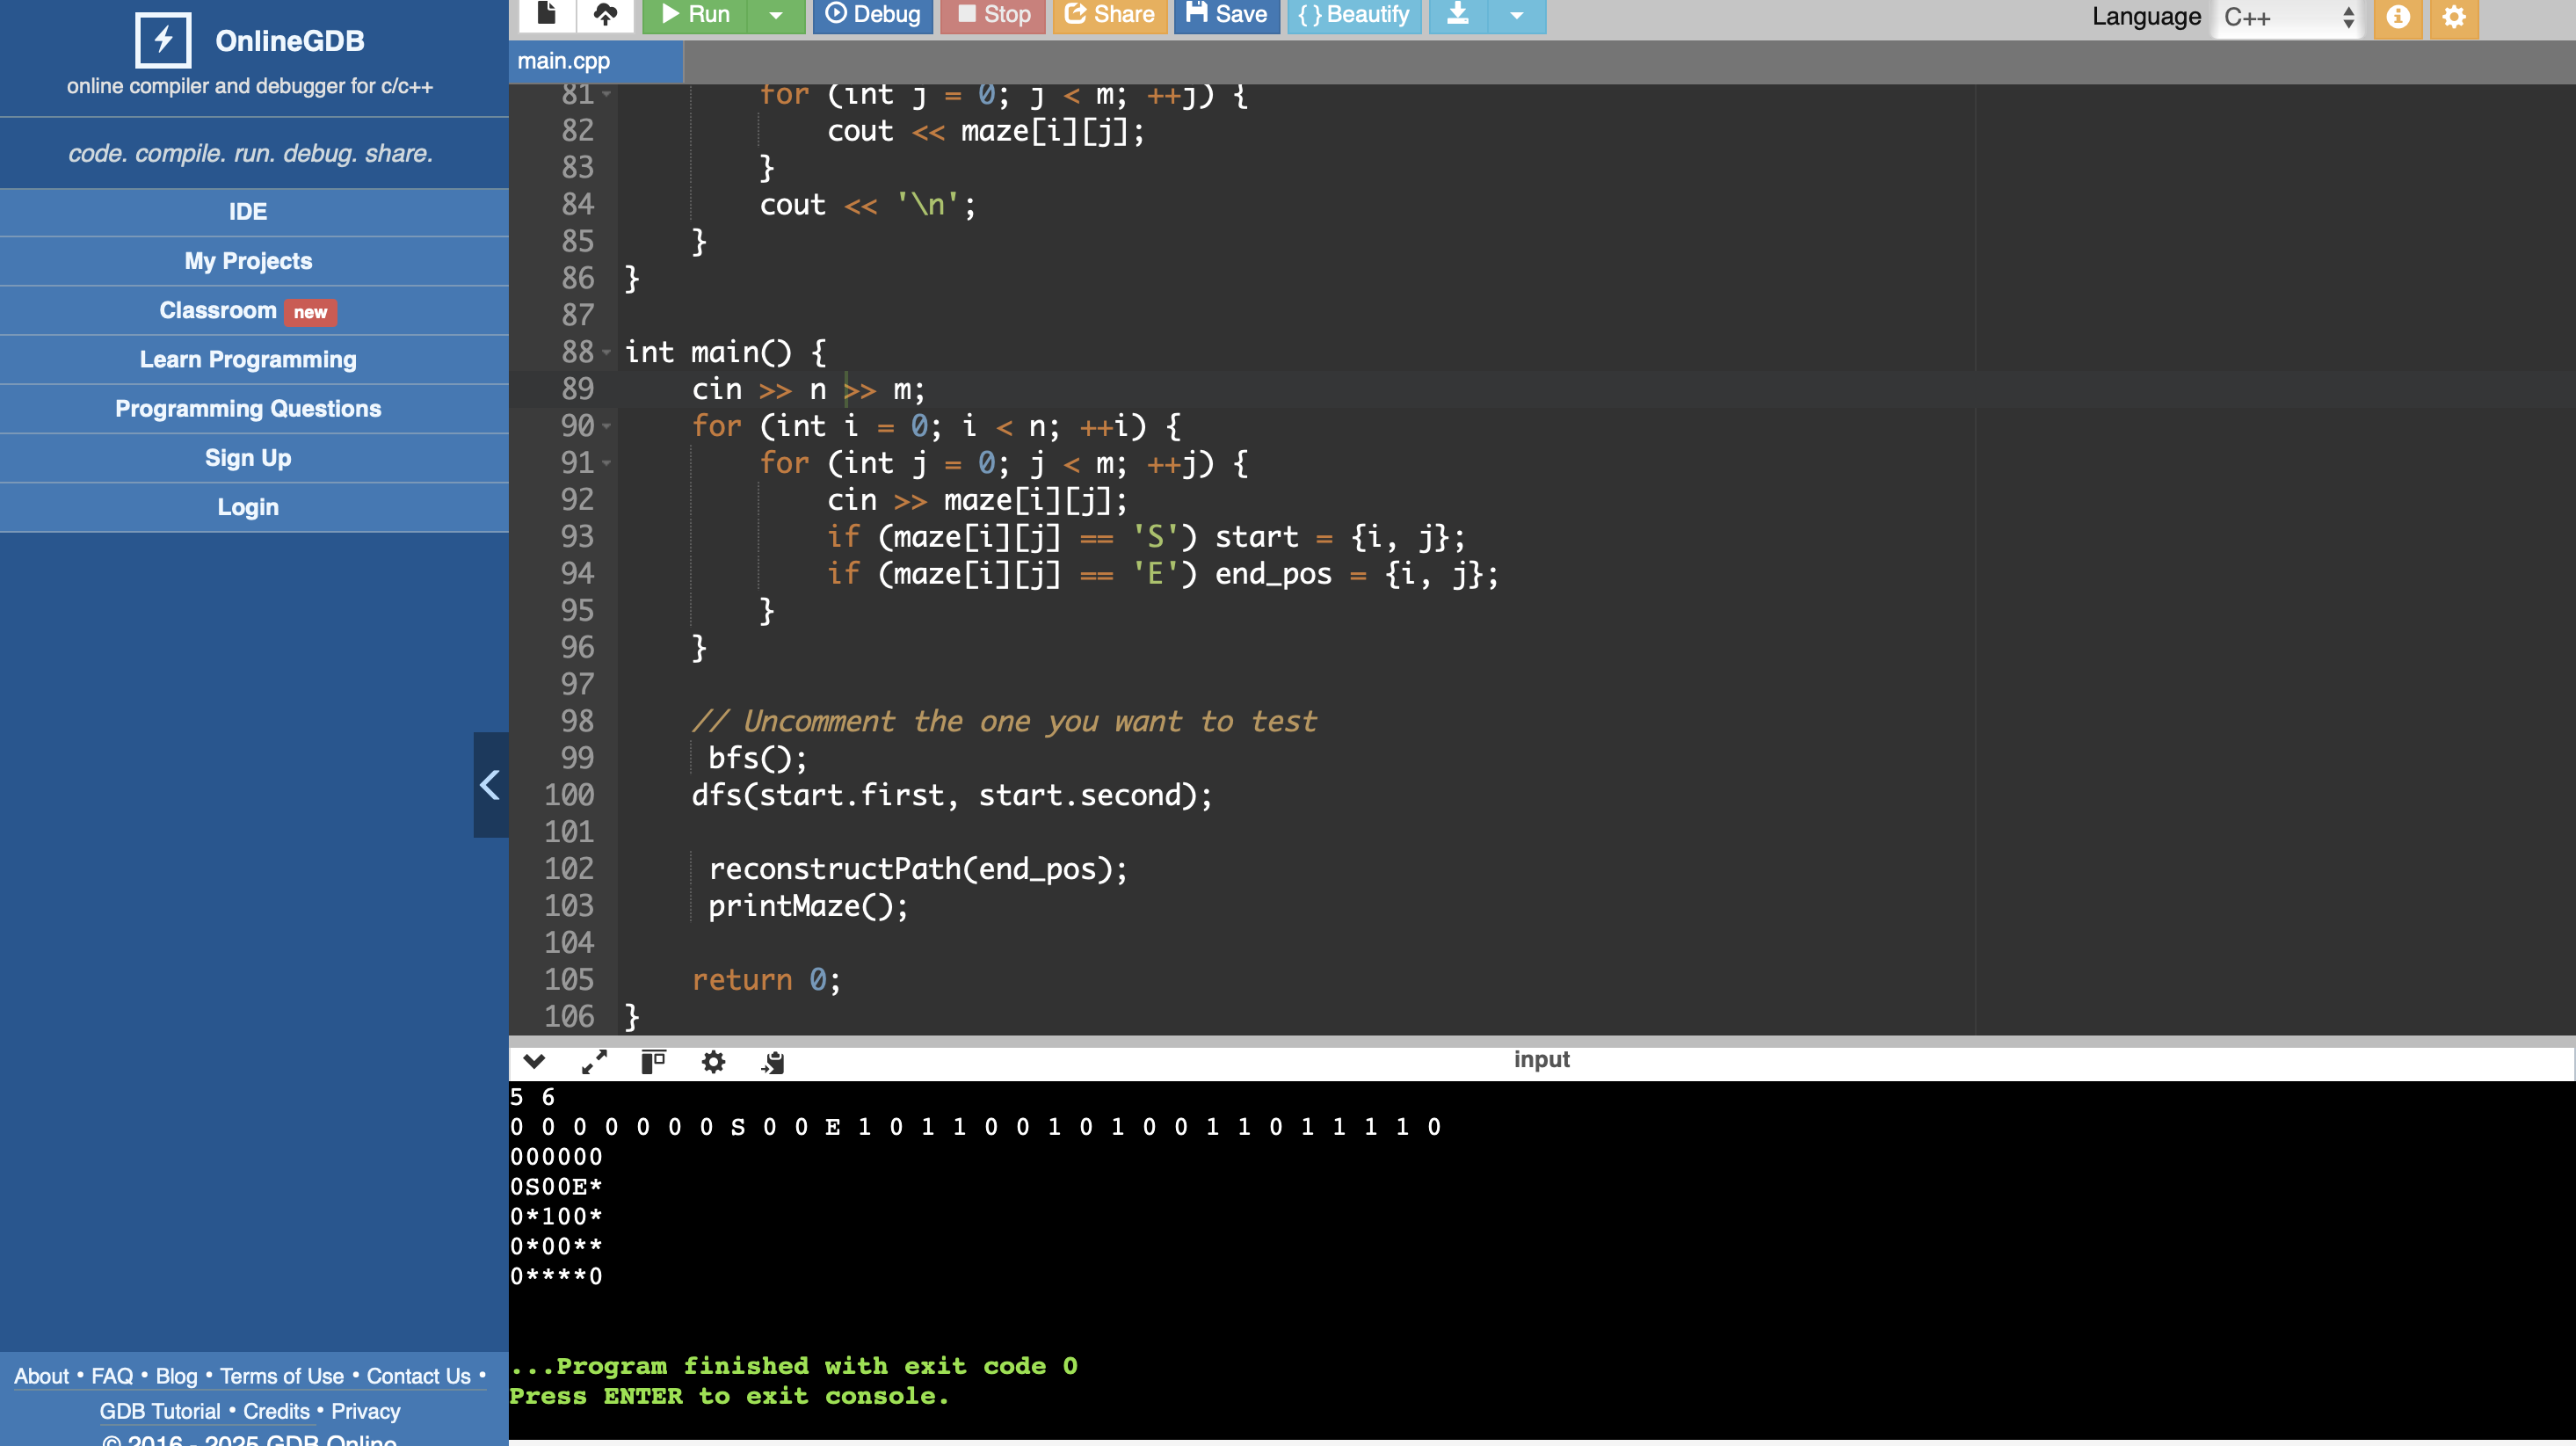 OnlineGDB
online compiler and debugger for c/c++
code. compile. run. debug. share.
IDE
My Projects
Classroom new
Learn Programming
Programming Questions
Sign Up
Login
About • FAQ • Blog • Terms of Use • Contact Us •
GDB Tutorial • Credits • Privacy
© 2016 - 2025 GDB Online
Run Debug Stop Share Save { } Beautify Language C++
main.cpp
81 for (int j = 0; j < m; ++j) {
82 cout << maze[i][j];
83 }
84 cout << '\n';
85 }
86 }
87
88 int main() {
89 cin >> n >> m;
90 for (int i = 0; i < n; ++i) {
91 for (int j = 0; j < m; ++j) {
92 cin >> maze[i][j];
93 if (maze[i][j] == 'S') start = {i, j};
94 if (maze[i][j] == 'E') end_pos = {i, j};
95 }
96 }
97
98 // Uncomment the one you want to test
99 bfs();
100 dfs(start.first, start.second);
101
102 reconstructPath(end_pos);
103 printMaze();
104
105 return 0;
106 }
input
5 6
0 0 0 0 0 0 0 S 0 0 E 1 0 1 1 0 0 1 0 1 0 0 1 1 0 1 1 1 1 0
000000
0S00E*
0*100*
0*00**
0****0
...Program finished with exit code 0
Press ENTER to exit console.